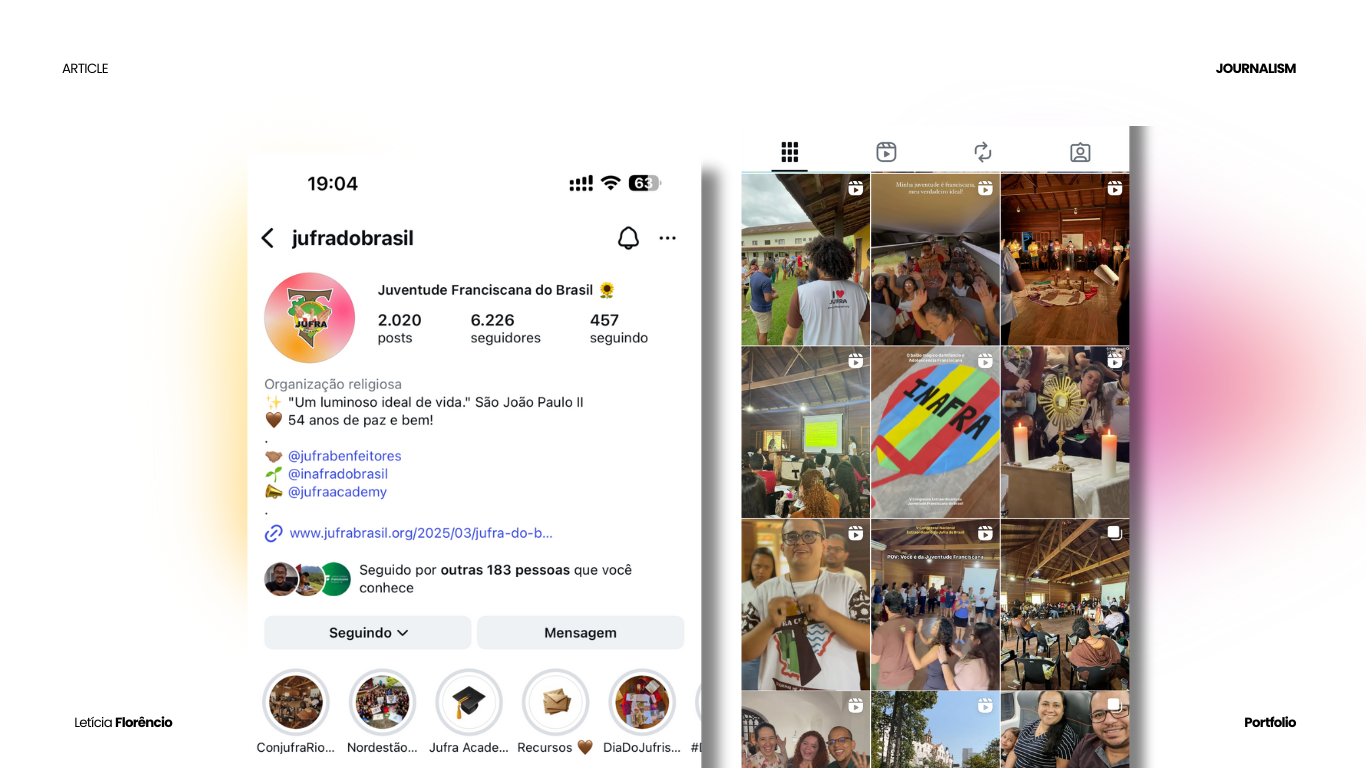 ARTICLE
JOURNALISM
19:04
63
jufradobrasil
JUFRA
Juventude Franciscana do Brasil 🌻
2.020
posts
6.226
seguidores
457
seguindo
Organização religiosa
✨ "Um luminoso ideal de vida." São João Paulo II
🤎 54 anos de paz e bem!
.
🤝🏽 @jufrabenfeitores
🌱 @inafradobrasil
📣 @jufraacademy
.
www.jufrabrasil.org/2025/03/jufra-do-b...
Seguido por outras 183 pessoas que você
conhece
Seguindo
Mensagem
ConjufraRio...
Nordestão...
Jufra Acade...
Recursos 🤎
DiaDoJufris...
I ❤ JUFRA
Minha juventude é franciscana,
meu verdadeiro ideal!
INAFRA
POV: Você é da Juventude Franciscana
Letícia Florêncio
Portfolio